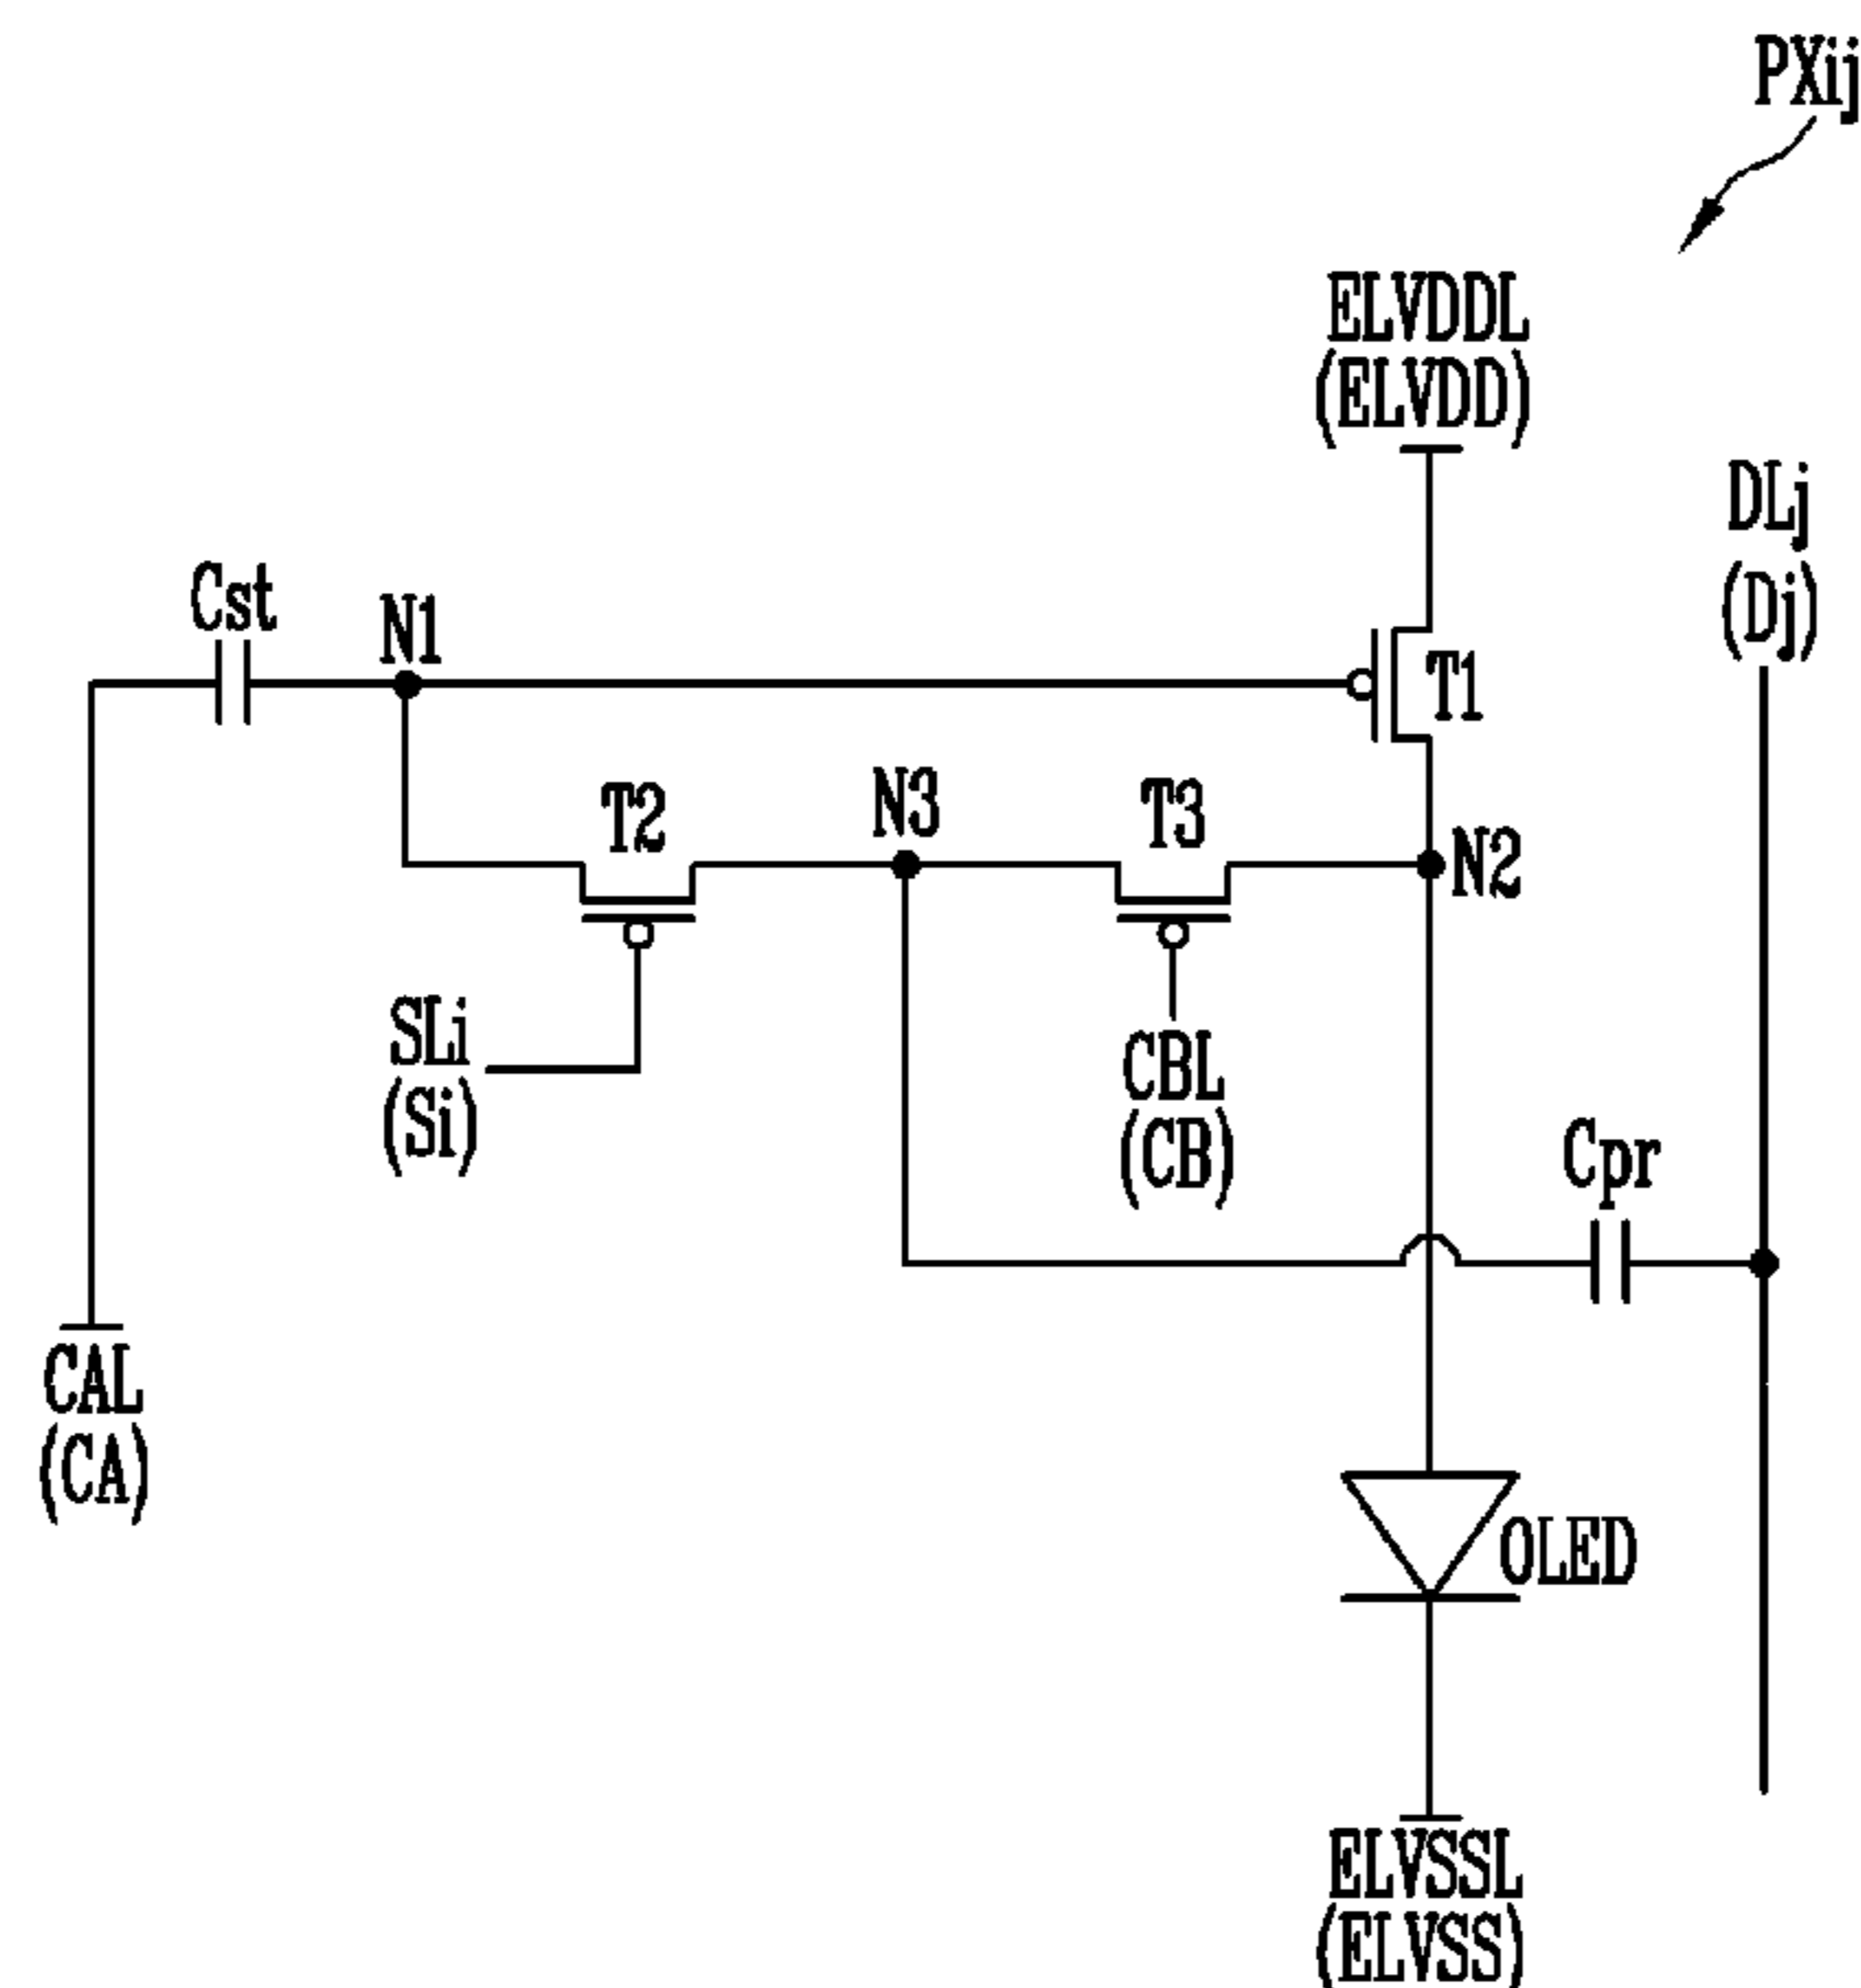 PXij
ELVDDL
(ELVDD)
DLj
(Dj)
Cst
N1
T1
T2
N3
T3
N2
SLi
(Si)
CBL
(CB)
Cpr
CAL
(CA)
OLED
ELVSSL
(ELVSS)